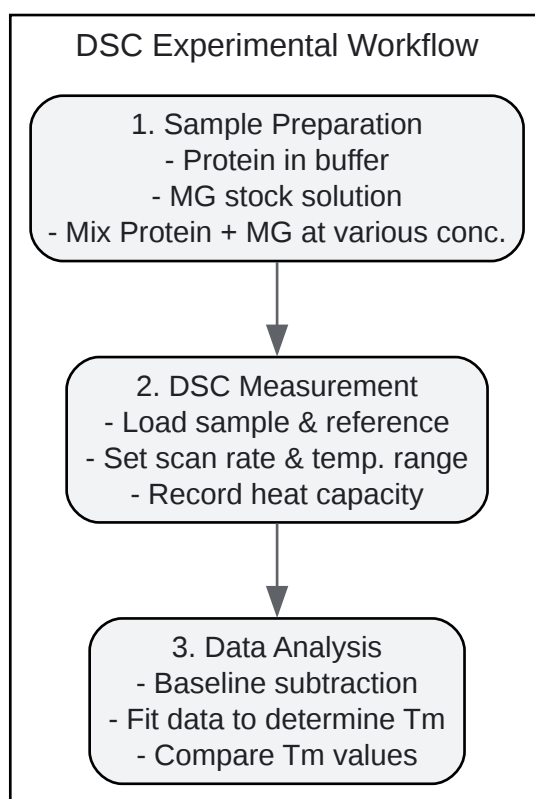 DSC Experimental Workflow
1. Sample Preparation
- Protein in buffer
- MG stock solution
- Mix Protein + MG at various conc.
2. DSC Measurement
- Load sample & reference
- Set scan rate & temp. range
- Record heat capacity
3. Data Analysis
- Baseline subtraction
- Fit data to determine Tm
- Compare Tm values